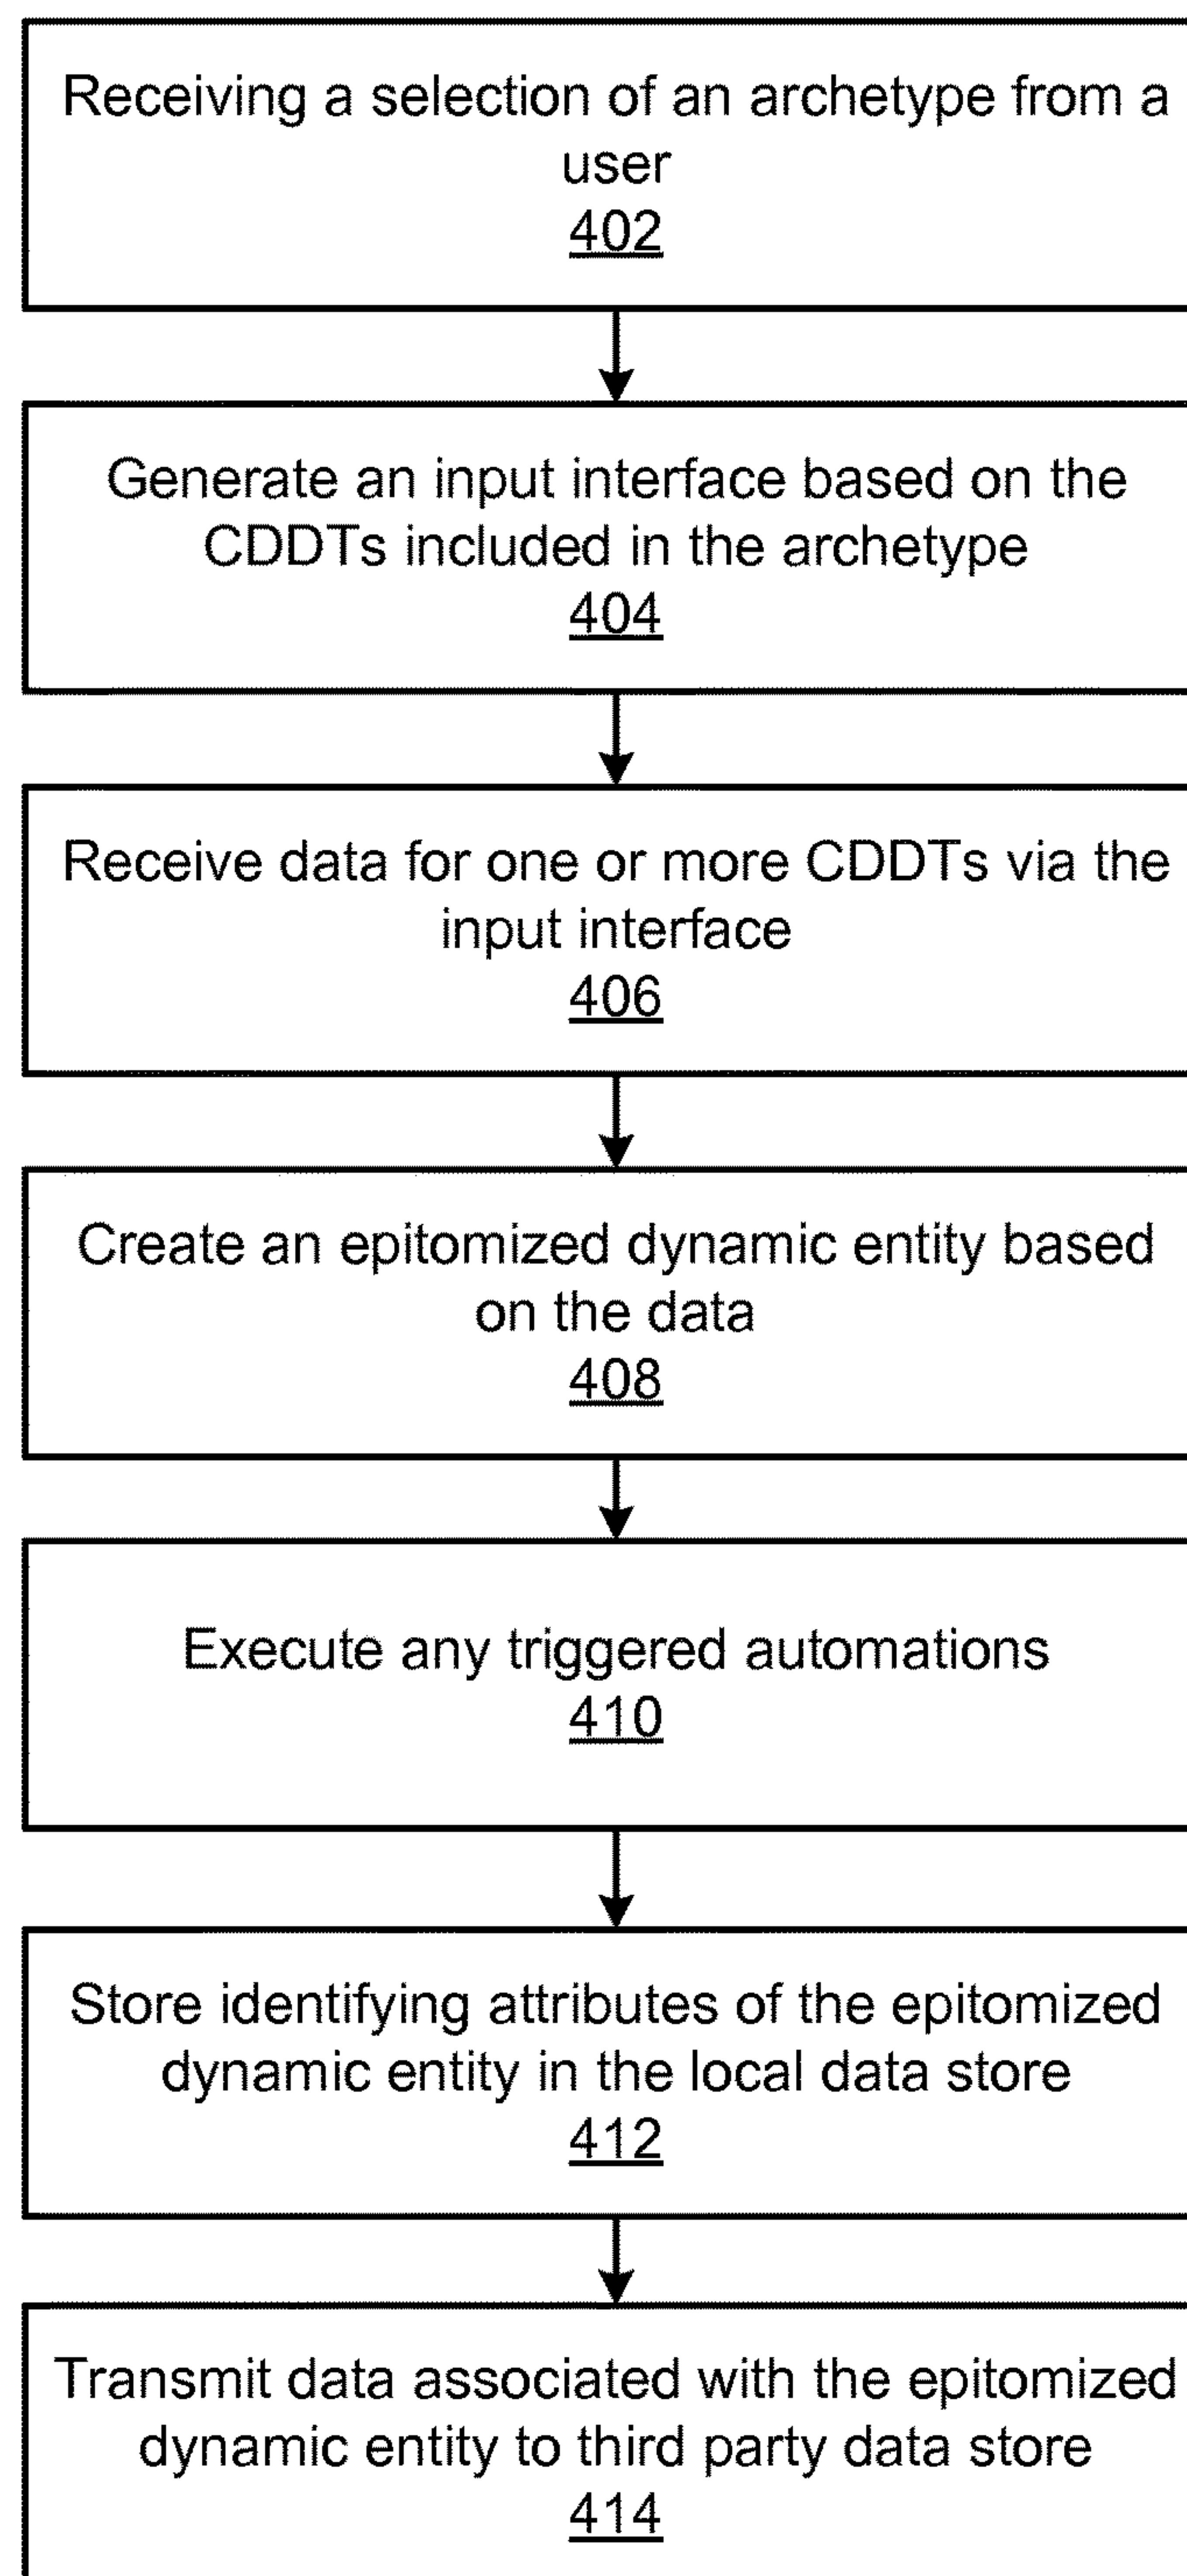 Receiving a selection of an archetype from a
user
402
Generate an input interface based on the
CDDTs included in the archetype
404
Receive data for one or more CDDTs via the
input interface
406
Create an epitomized dynamic entity based
on the data
408
Execute any triggered automations
410
Store identifying attributes of the epitomized
dynamic entity in the local data store
412
Transmit data associated with the epitomized
dynamic entity to third party data store
414